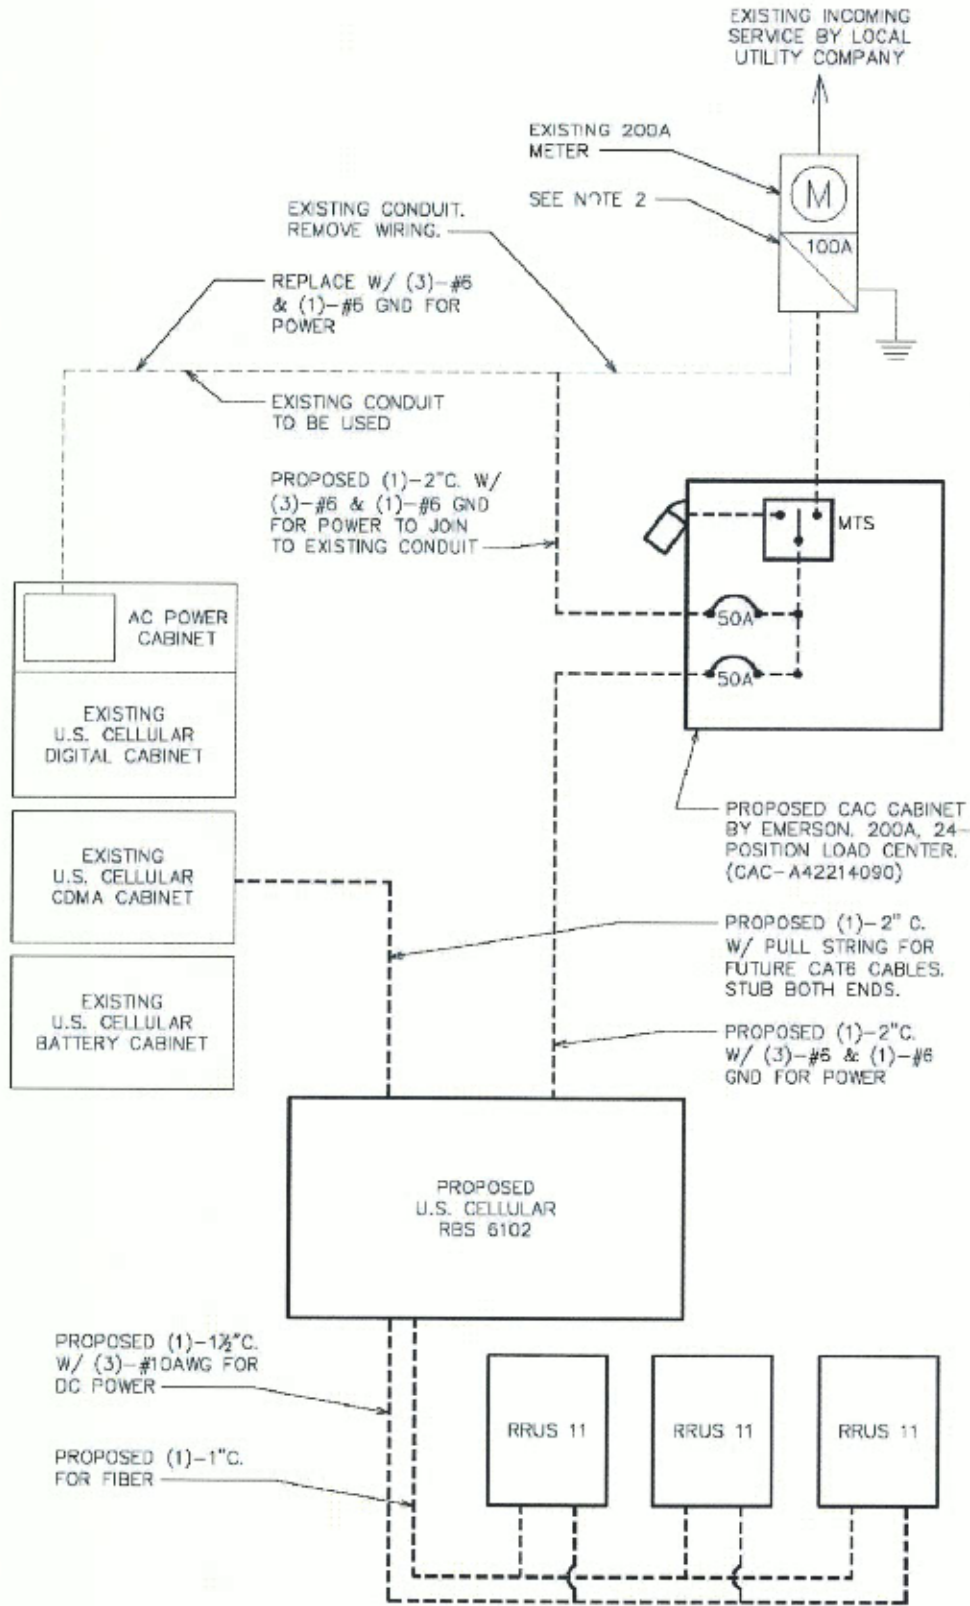 EXISTING INCOMING
SERVICE BY LOCAL
UTILITY COMPANY
EXISTING 200A
METER
M
SEE NOTE 2
100A
EXISTING CONDUIT.
REMOVE WIRING.
REPLACE W/ (3)-#6
& (1)-#6 GND FOR
POWER
EXISTING CONDUIT
TO BE USED
PROPOSED (1)-2"C. W/
(3)-#6 & (1)-#6 GND
FOR POWER TO JOIN
TO EXISTING CONDUIT
MTS
50A
50A
AC POWER
CABINET
EXISTING
U.S. CELLULAR
DIGITAL CABINET
EXISTING
U.S. CELLULAR
CDMA CABINET
EXISTING
U.S. CELLULAR
BATTERY CABINET
PROPOSED CAC CABINET
BY EMERSON. 200A, 24-
POSITION LOAD CENTER.
(CAC-A42214090)
PROPOSED (1)-2" C.
W/ PULL STRING FOR
FUTURE CAT6 CABLES.
STUB BOTH ENDS.
PROPOSED (1)-2"C.
W/ (3)-#6 & (1)-#6
GND FOR POWER
PROPOSED
U.S. CELLULAR
RBS 6102
PROPOSED (1)-1½"C.
W/ (3)-#10AWG FOR
DC POWER
PROPOSED (1)-1"C.
FOR FIBER
RRUS 11
RRUS 11
RRUS 11